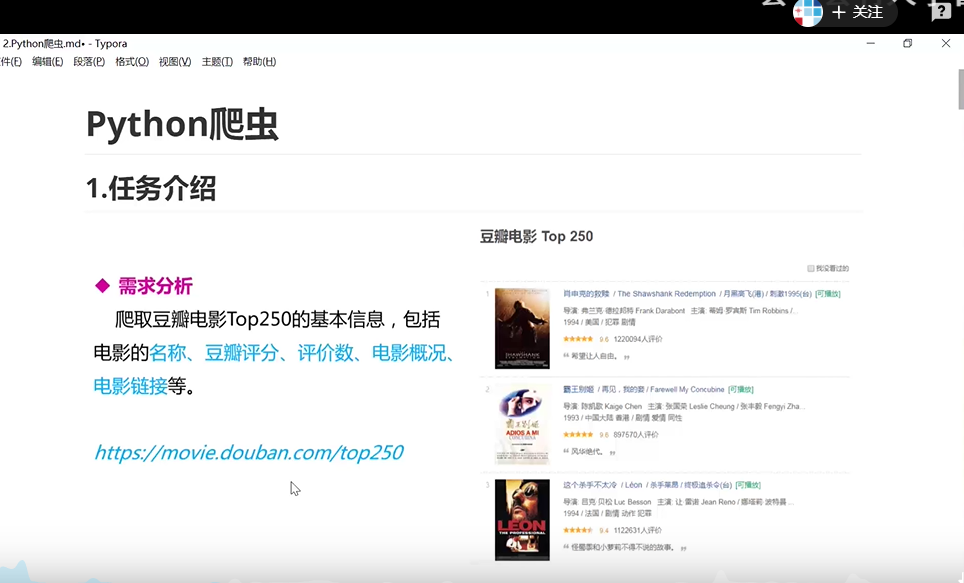 + 关注
?
2.Python爬虫.md• - Typora
件(F) 编辑(E) 段落(P) 格式(O) 视图(V) 主题(T) 帮助(H)
Python爬虫
1.任务介绍
◆ 需求分析
爬取豆瓣电影Top250的基本信息，包括
电影的名称、豆瓣评分、评价数、电影概况、
电影链接等。
https://movie.douban.com/top250
豆瓣电影 Top 250
我没看过的
1
肖申克的救赎 / The Shawshank Redemption / 月黑高飞(港) / 刺激1995(台) [可播放]
导演: 弗兰克·德拉邦特 Frank Darabont 主演: 蒂姆·罗宾斯 Tim Robbins /...
1994 / 美国 / 犯罪 剧情
9.6 1220094人评价
“ 希望让人自由。 ”
2
霸王别姬 / 再见，我的妾 / Farewell My Concubine [可播放]
导演: 陈凯歌 Kaige Chen 主演: 张国荣 Leslie Cheung / 张丰毅 Fengyi Zha...
1993 / 中国大陆 香港 / 剧情 爱情 同性
9.6 897570人评价
“ 风华绝代。 ”
ADIOS A MI
CONCUBINA
3
这个杀手不太冷 / Léon / 杀手莱昂 / 终极追杀令(台) [可播放]
导演: 吕克·贝松 Luc Besson 主演: 让·雷诺 Jean Reno / 娜塔莉·波特曼 ...
1994 / 法国 / 剧情 动作 犯罪
9.4 1122631人评价
“ 怪蜀黍和小萝莉不得不说的故事。 ”
LEON
THE PROFESSIONAL